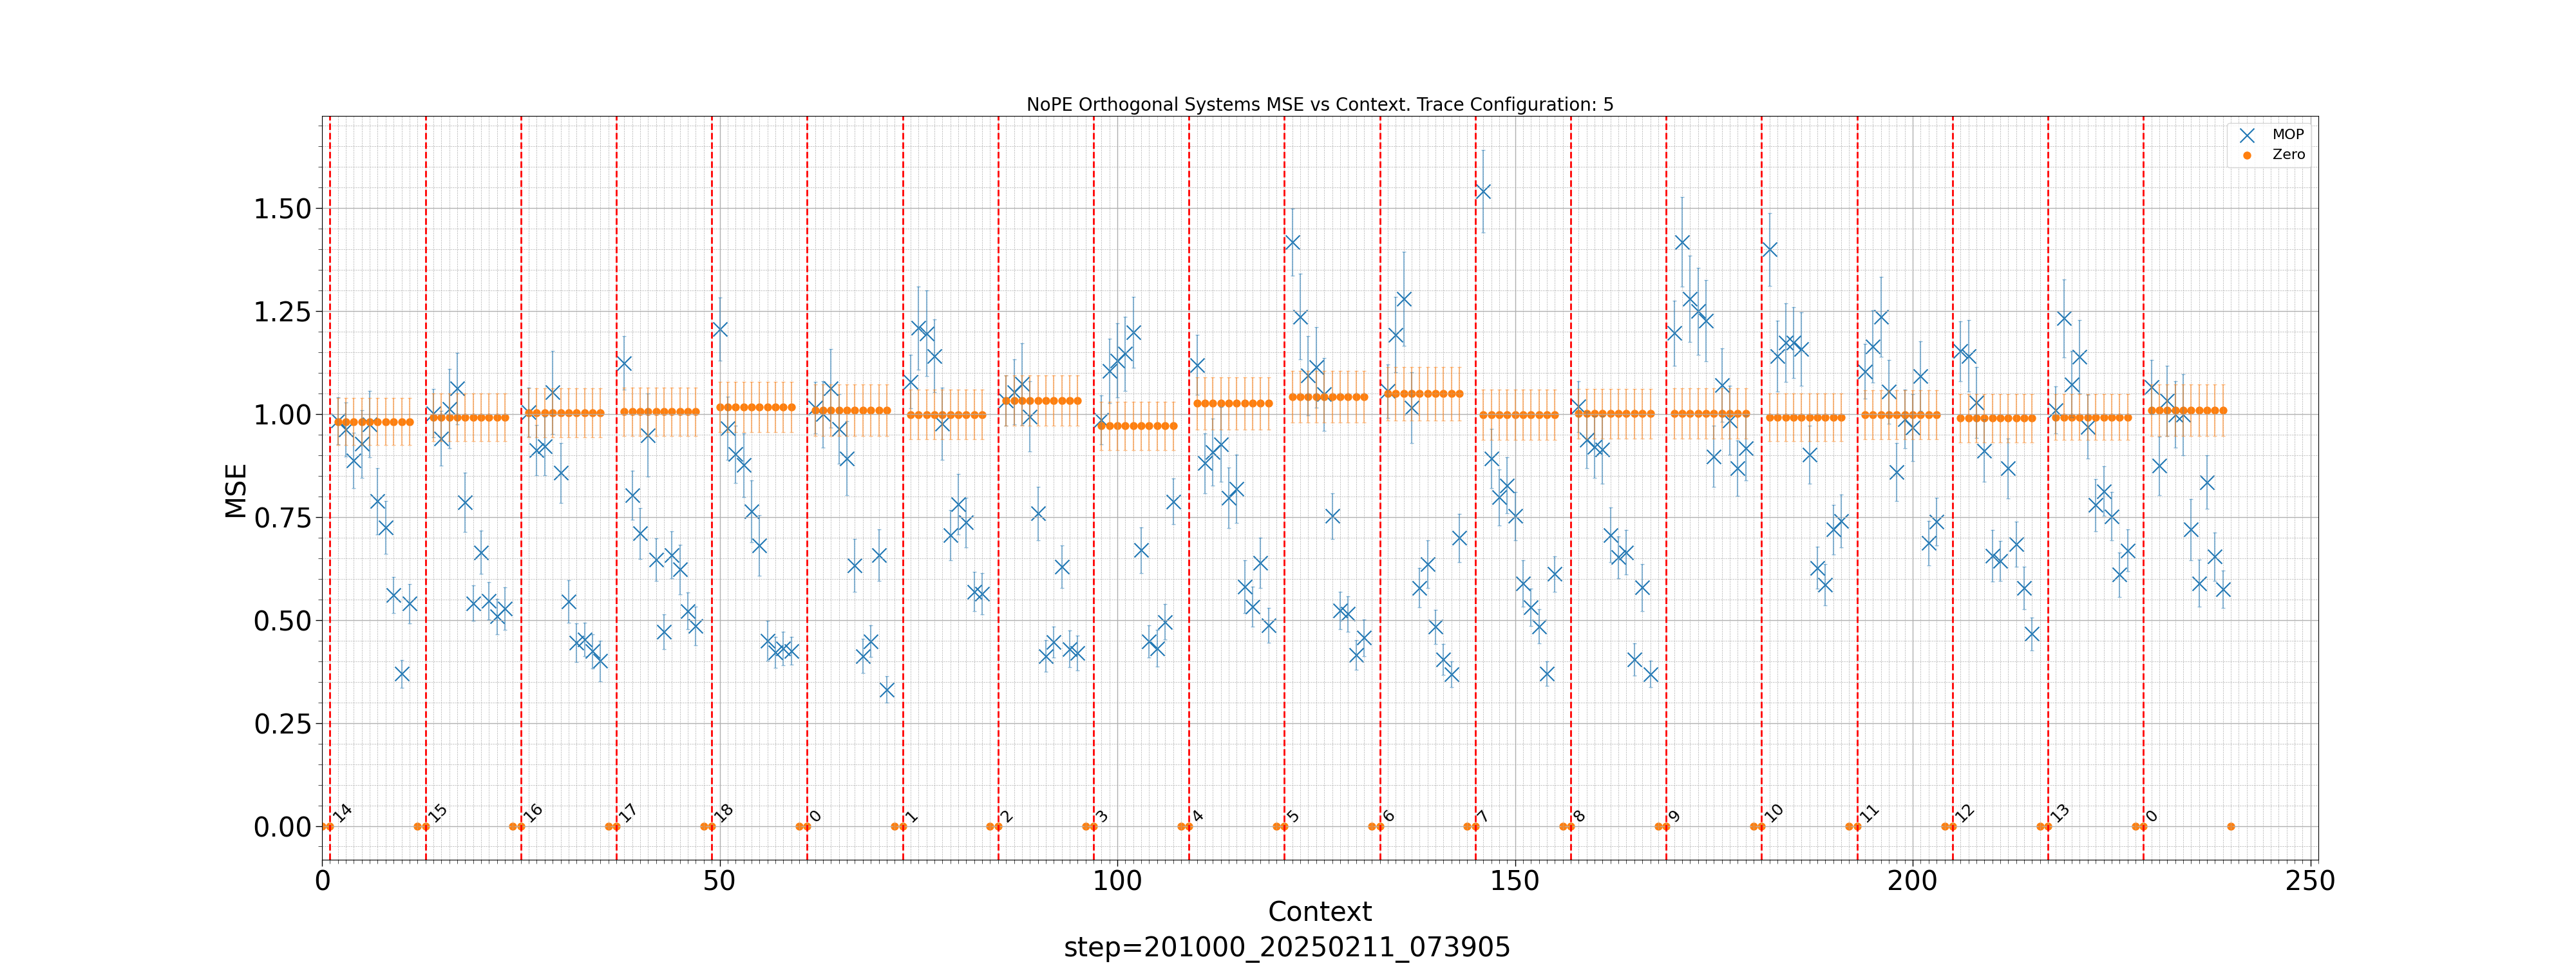 NoPE Orthogonal Systems MSE vs Context. Trace Configuration: 5
MOP
Zero
1.50
1.25
1.00
0.75
0.50
0.25
0.00
MSE
14 15 16 17 18 0 1 2 3 4 5 6 7 8 9 10 11 12 13 0
0 50 100 150 200 250
Context
step=201000_20250211_073905